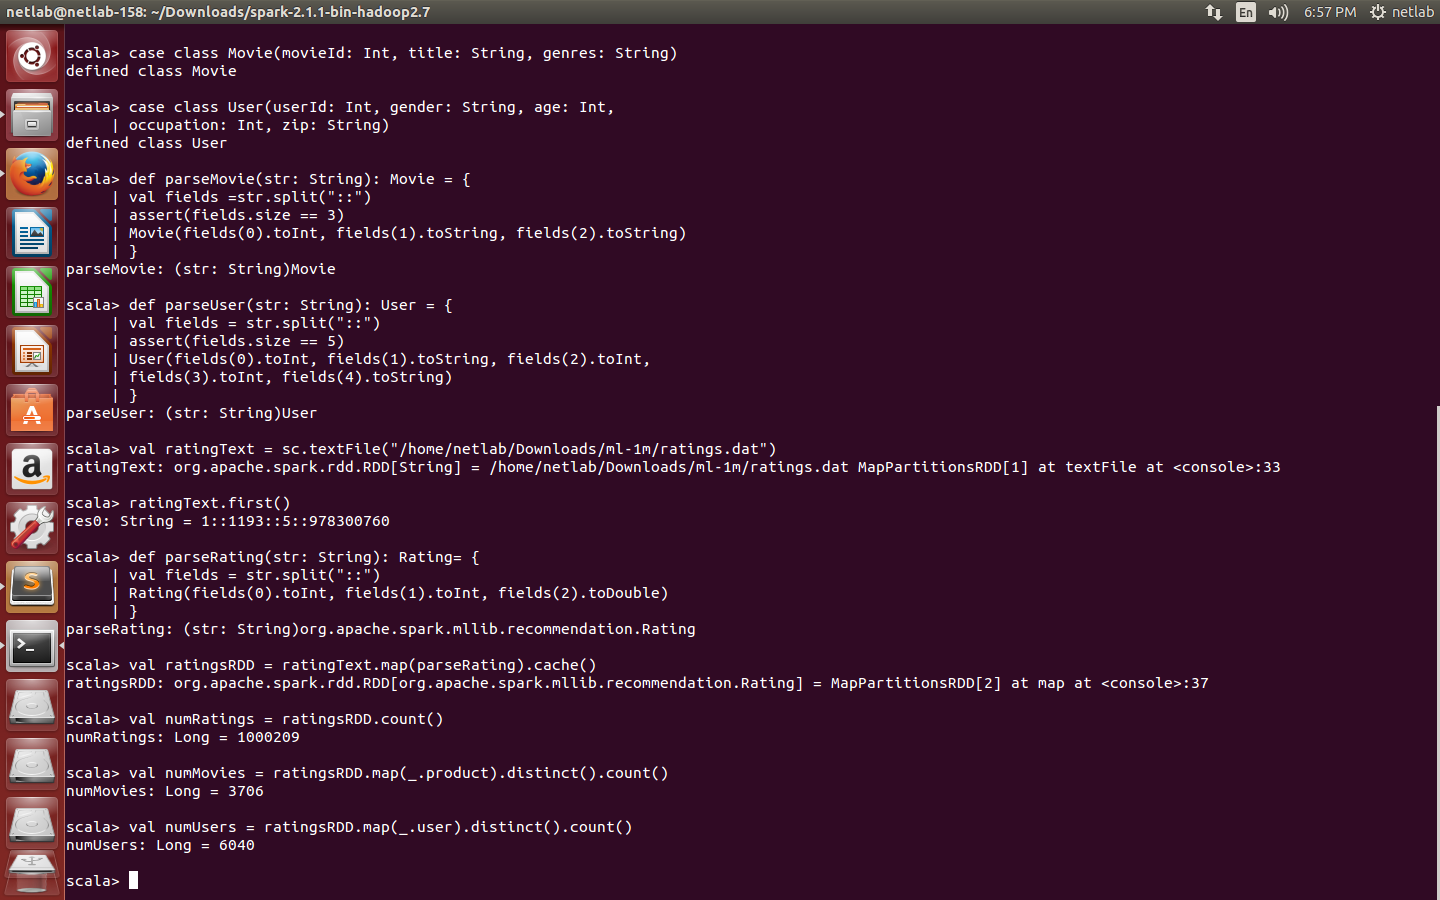 netlab@netlab-158: ~/Downloads/spark-2.1.1-bin-hadoop2.7
En
6:57 PM
netlab
scala> case class Movie(movieId: Int, title: String, genres: String)
defined class Movie
scala> case class User(userId: Int, gender: String, age: Int,
| occupation: Int, zip: String)
defined class User
scala> def parseMovie(str: String): Movie = {
| val fields =str.split("::")
| assert(fields.size == 3)
| Movie(fields(0).toInt, fields(1).toString, fields(2).toString)
| }
parseMovie: (str: String)Movie
scala> def parseUser(str: String): User = {
| val fields = str.split("::")
| assert(fields.size == 5)
| User(fields(0).toInt, fields(1).toString, fields(2).toInt,
| fields(3).toInt, fields(4).toString)
| }
parseUser: (str: String)User
scala> val ratingText = sc.textFile("/home/netlab/Downloads/ml-1m/ratings.dat")
ratingText: org.apache.spark.rdd.RDD[String] = /home/netlab/Downloads/ml-1m/ratings.dat MapPartitionsRDD[1] at textFile at <console>:33
scala> ratingText.first()
res0: String = 1::1193::5::978300760
scala> def parseRating(str: String): Rating= {
| val fields = str.split("::")
| Rating(fields(0).toInt, fields(1).toInt, fields(2).toDouble)
| }
parseRating: (str: String)org.apache.spark.mllib.recommendation.Rating
scala> val ratingsRDD = ratingText.map(parseRating).cache()
ratingsRDD: org.apache.spark.rdd.RDD[org.apache.spark.mllib.recommendation.Rating] = MapPartitionsRDD[2] at map at <console>:37
scala> val numRatings = ratingsRDD.count()
numRatings: Long = 1000209
scala> val numMovies = ratingsRDD.map(_.product).distinct().count()
numMovies: Long = 3706
scala> val numUsers = ratingsRDD.map(_.user).distinct().count()
numUsers: Long = 6040
scala>